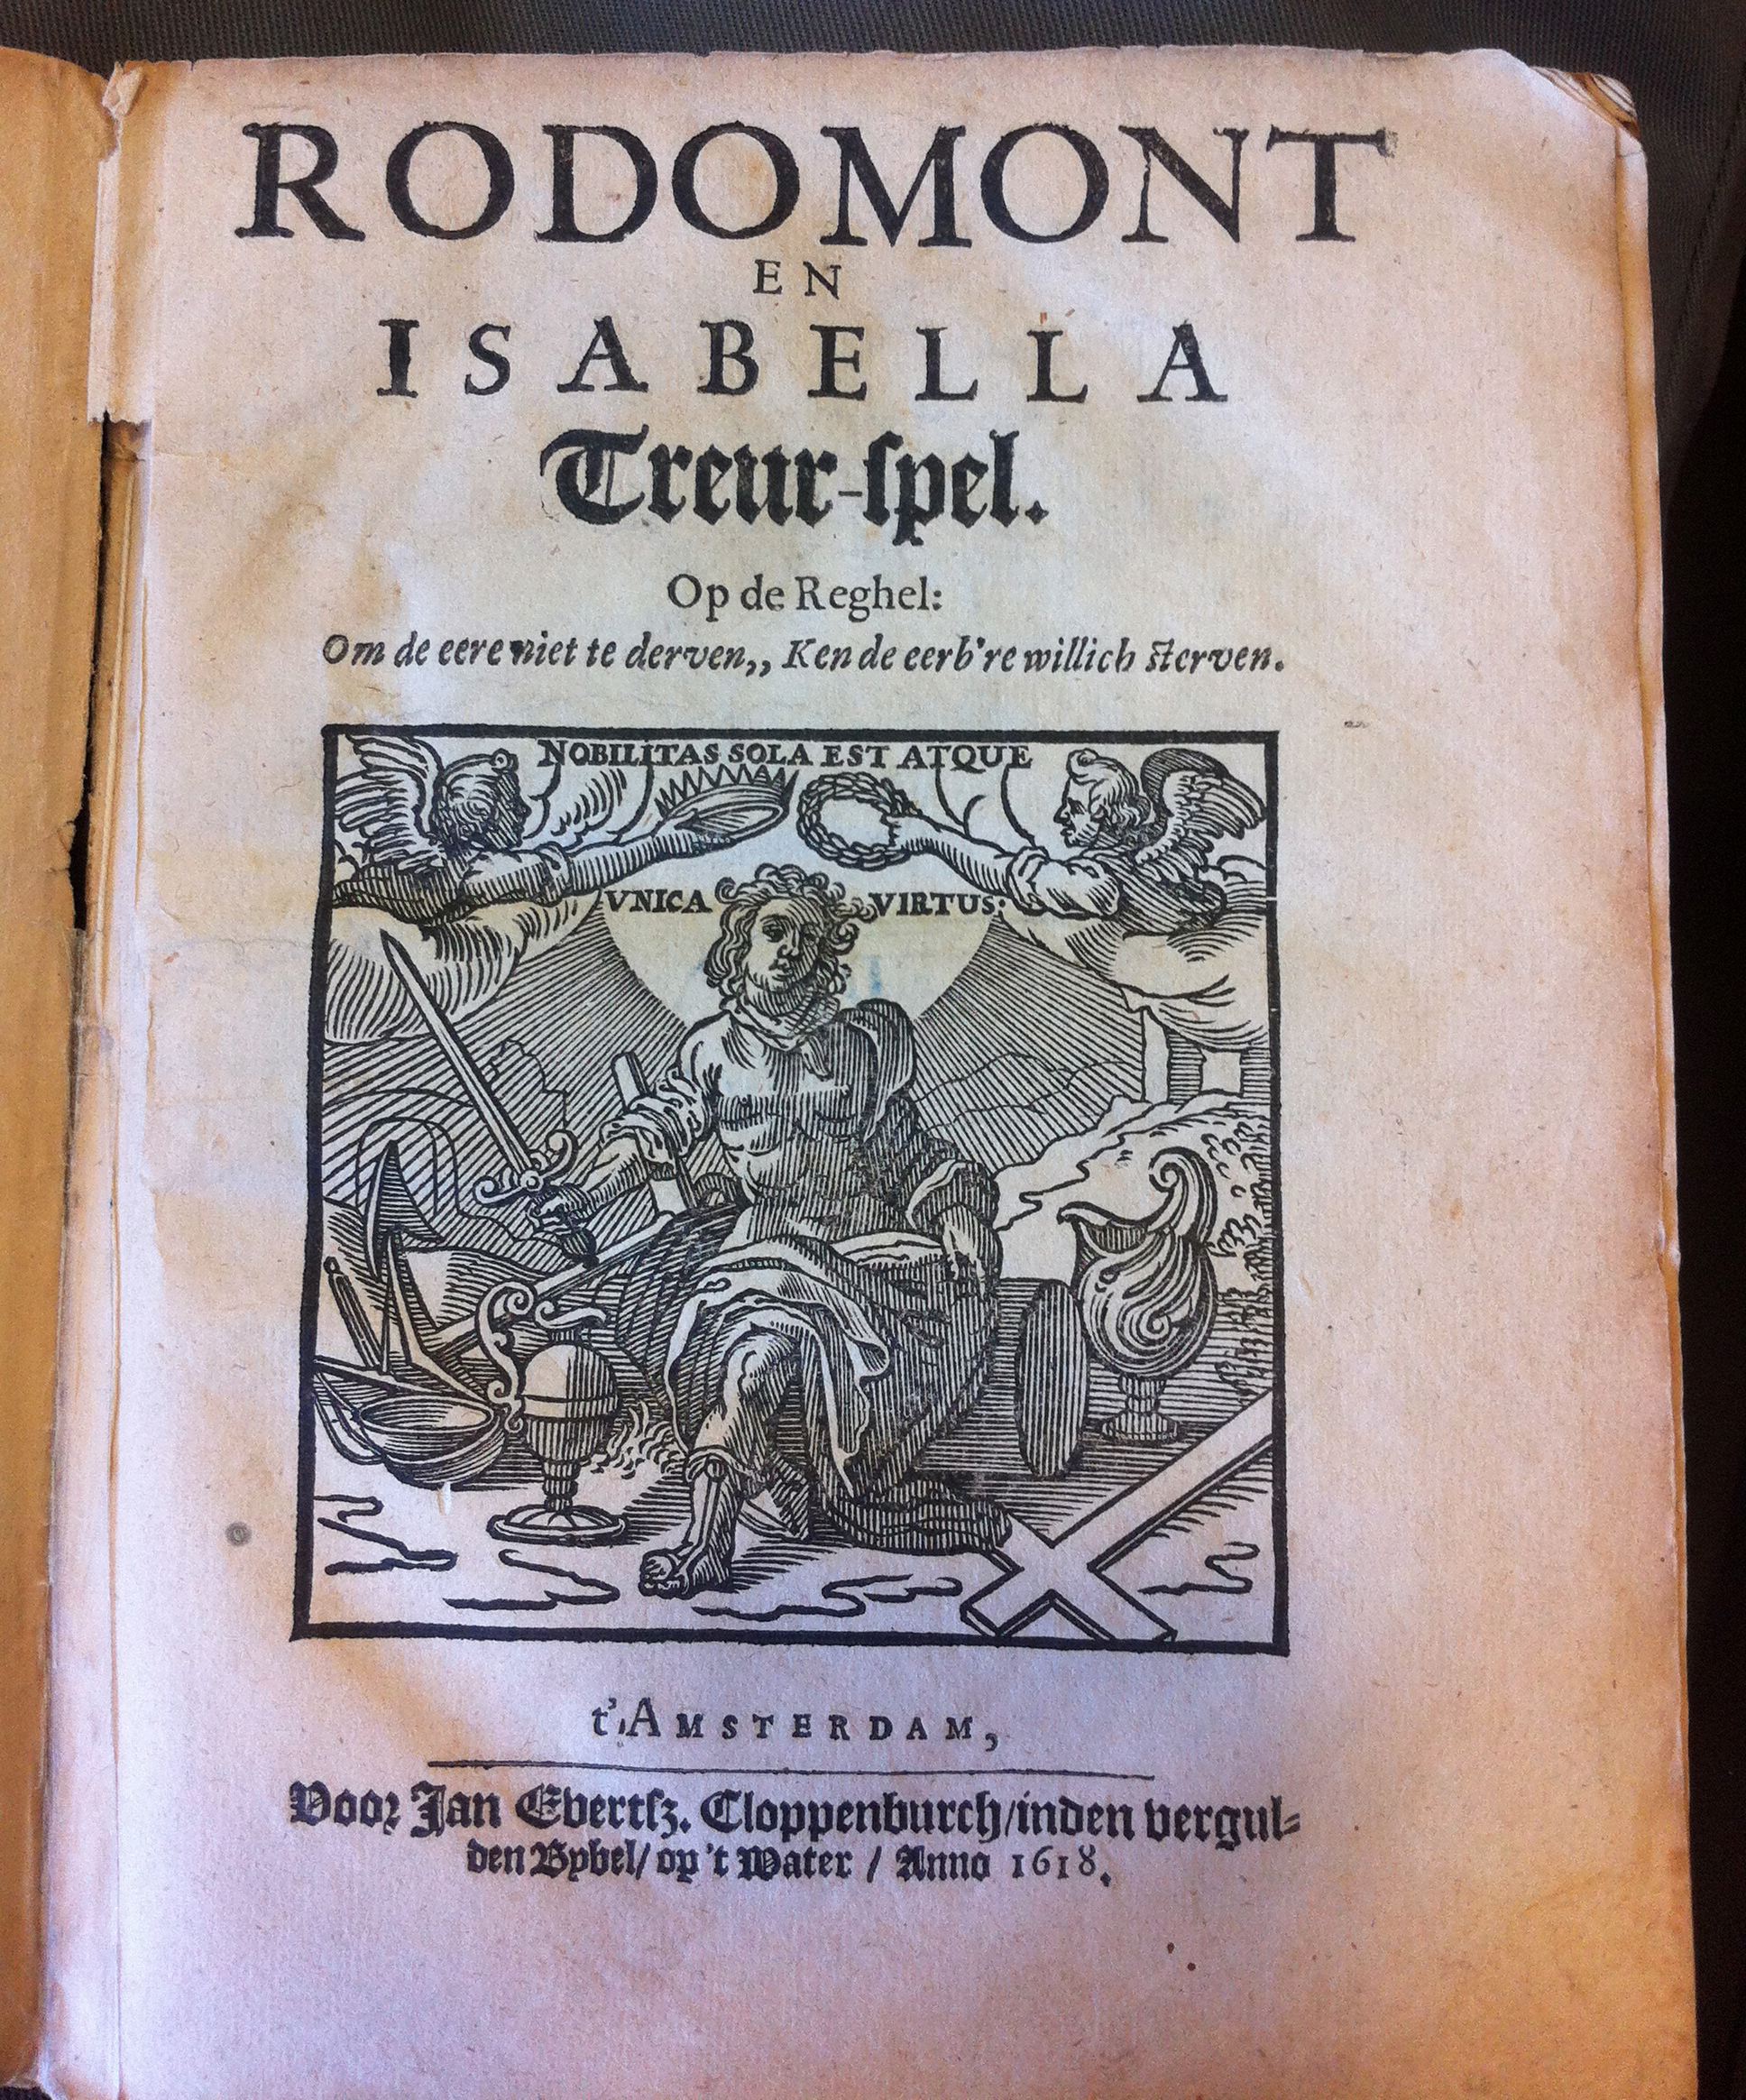 RODOMONT
EN
ISABELLA
Treur-ſpel.
Op de Reghel:
Om de eere niet te derven,, Ken de eerb're willich sterven.
NOBILITAS SOLA EST ATQUE
VNICA VIRTUS.
t'AMSTERDAM,
Voor Jan Evertſz. Cloppenburch/inden vergul-
den Bybel/ op 't Water / Anno 1618.